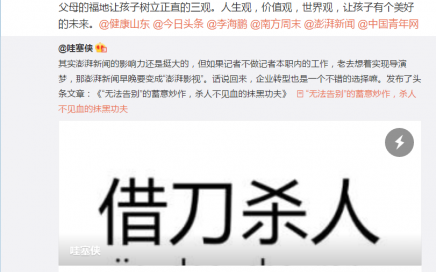 父母的福地让孩子树立正直的三观。人生观，价值观，世界观，让孩子有个美好
的未来。@健康山东 @今日头条 @李海鹏 @南方周末 @澎湃新闻 @中国青年网
@哇塞侠
其实澎湃新闻的影响力还是挺大的，但如果记者不做记者本职内的工作，老去想着实现导演
梦，那澎湃新闻早晚要变成“澎湃影视”。话说回来，企业转型也是一个不错的选择嘛。发布了头
条文章：《“无法告别”的蓄意炒作，杀人不见血的抹黑功夫》 “无法告别”的蓄意炒作，杀人
不见血的抹黑功夫
借刀杀人
哇塞侠